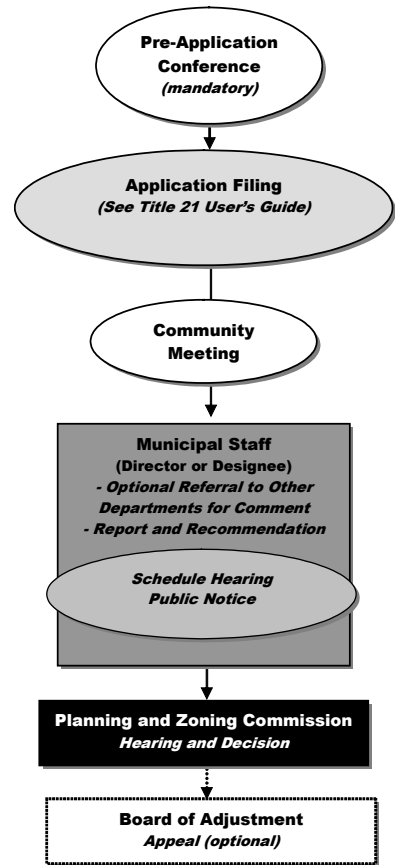 Pre-Application
Conference
(mandatory)
Application Filing
(See Title 21 User's Guide)
Community
Meeting
Municipal Staff
(Director or Designee)
- Optional Referral to Other
Departments for Comment
- Report and Recommendation
Schedule Hearing
Public Notice
Planning and Zoning Commission
Hearing and Decision
Board of Adjustment
Appeal (optional)